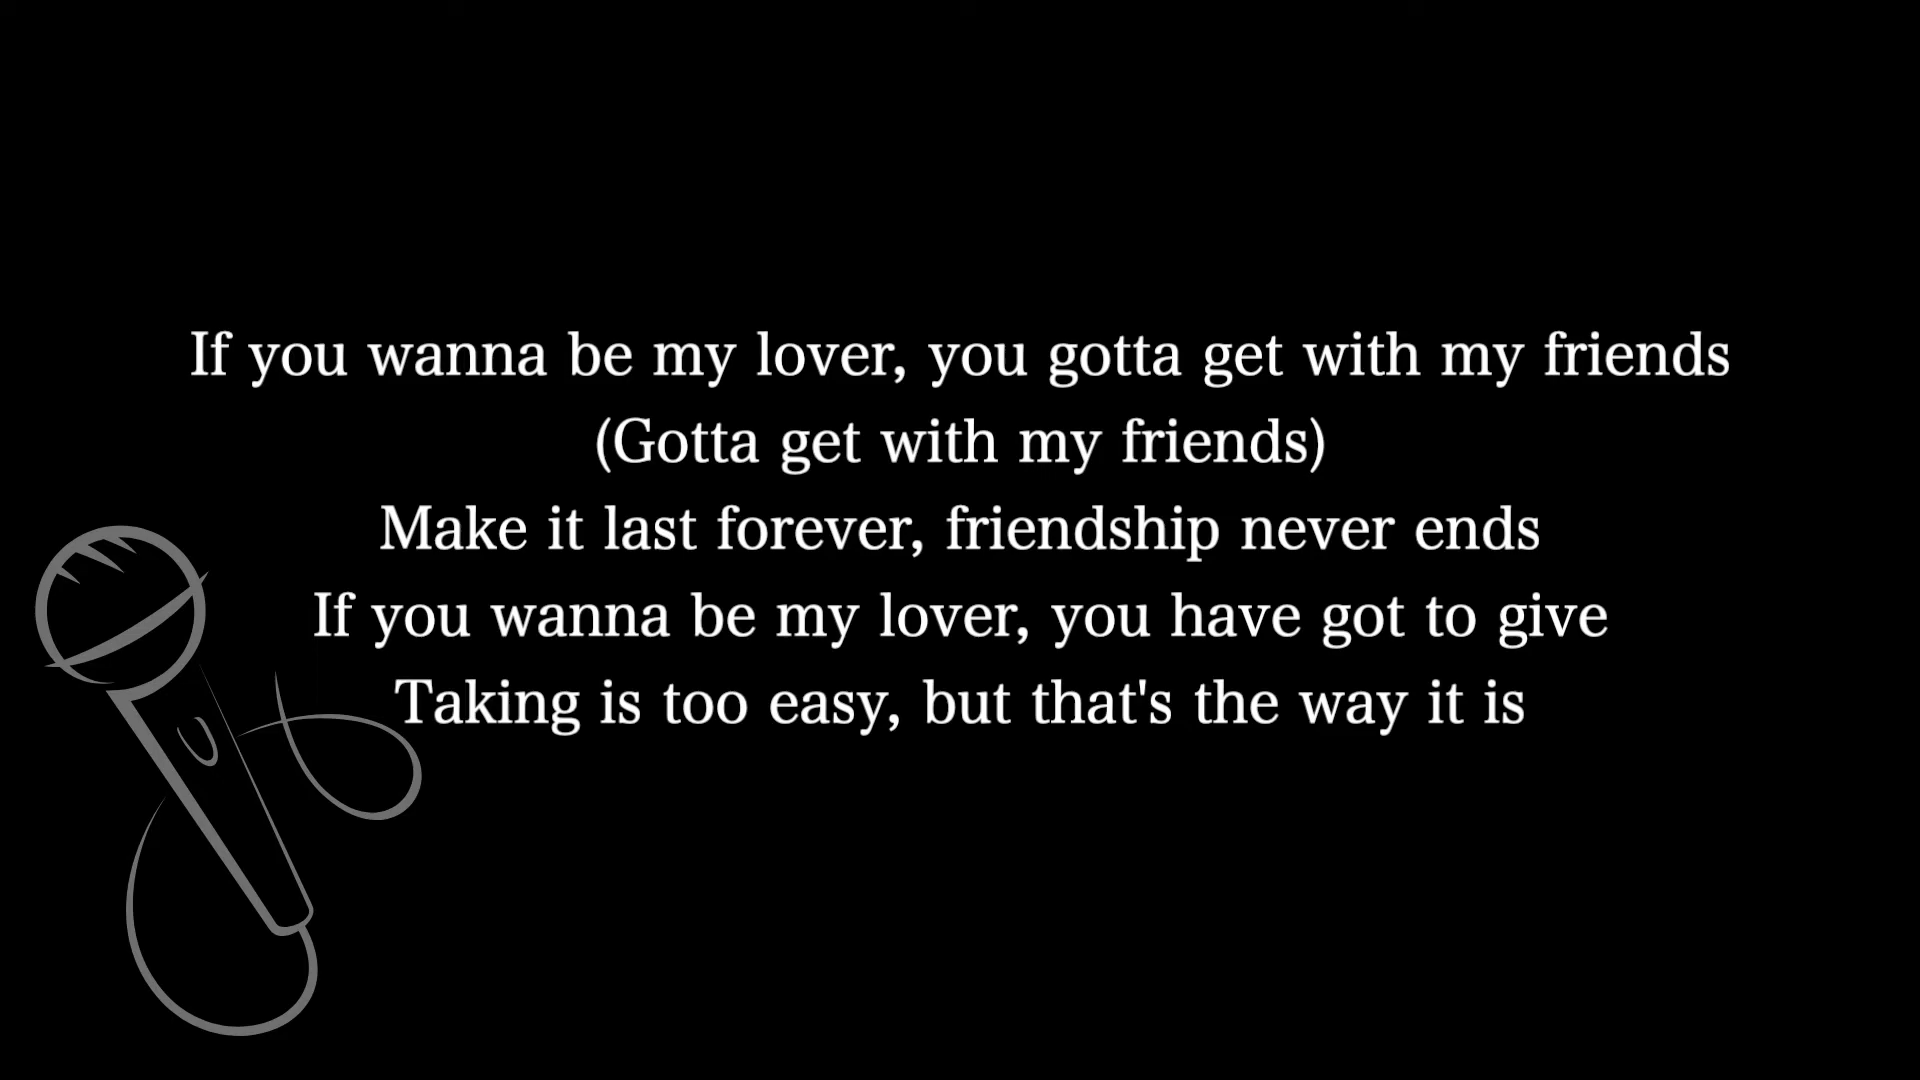 If you wanna be my lover, you gotta get with my friends
(Gotta get with my friends)
Make it last forever, friendship never ends
If you wanna be my lover, you have got to give
Taking is too easy, but that's the way it is